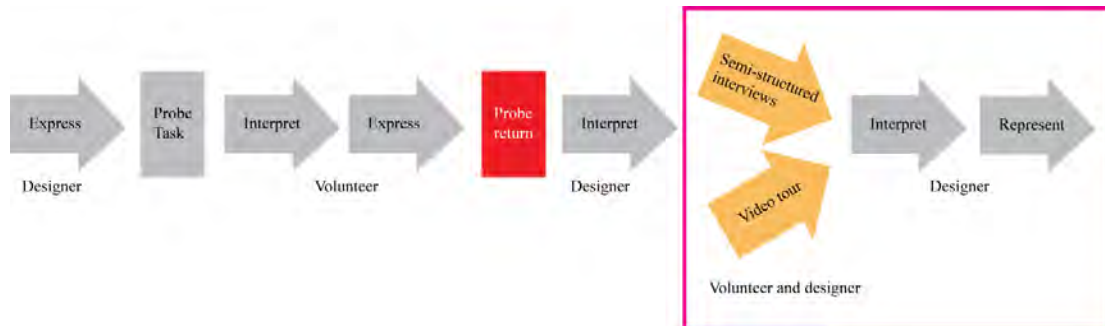 Express
Designer
Probe
Task
Interpret
Express
Volunteer
Probe
return
Interpret
Designer
Semi-structured
interviews
Video tour
Volunteer and designer
Interpret
Represent
Designer